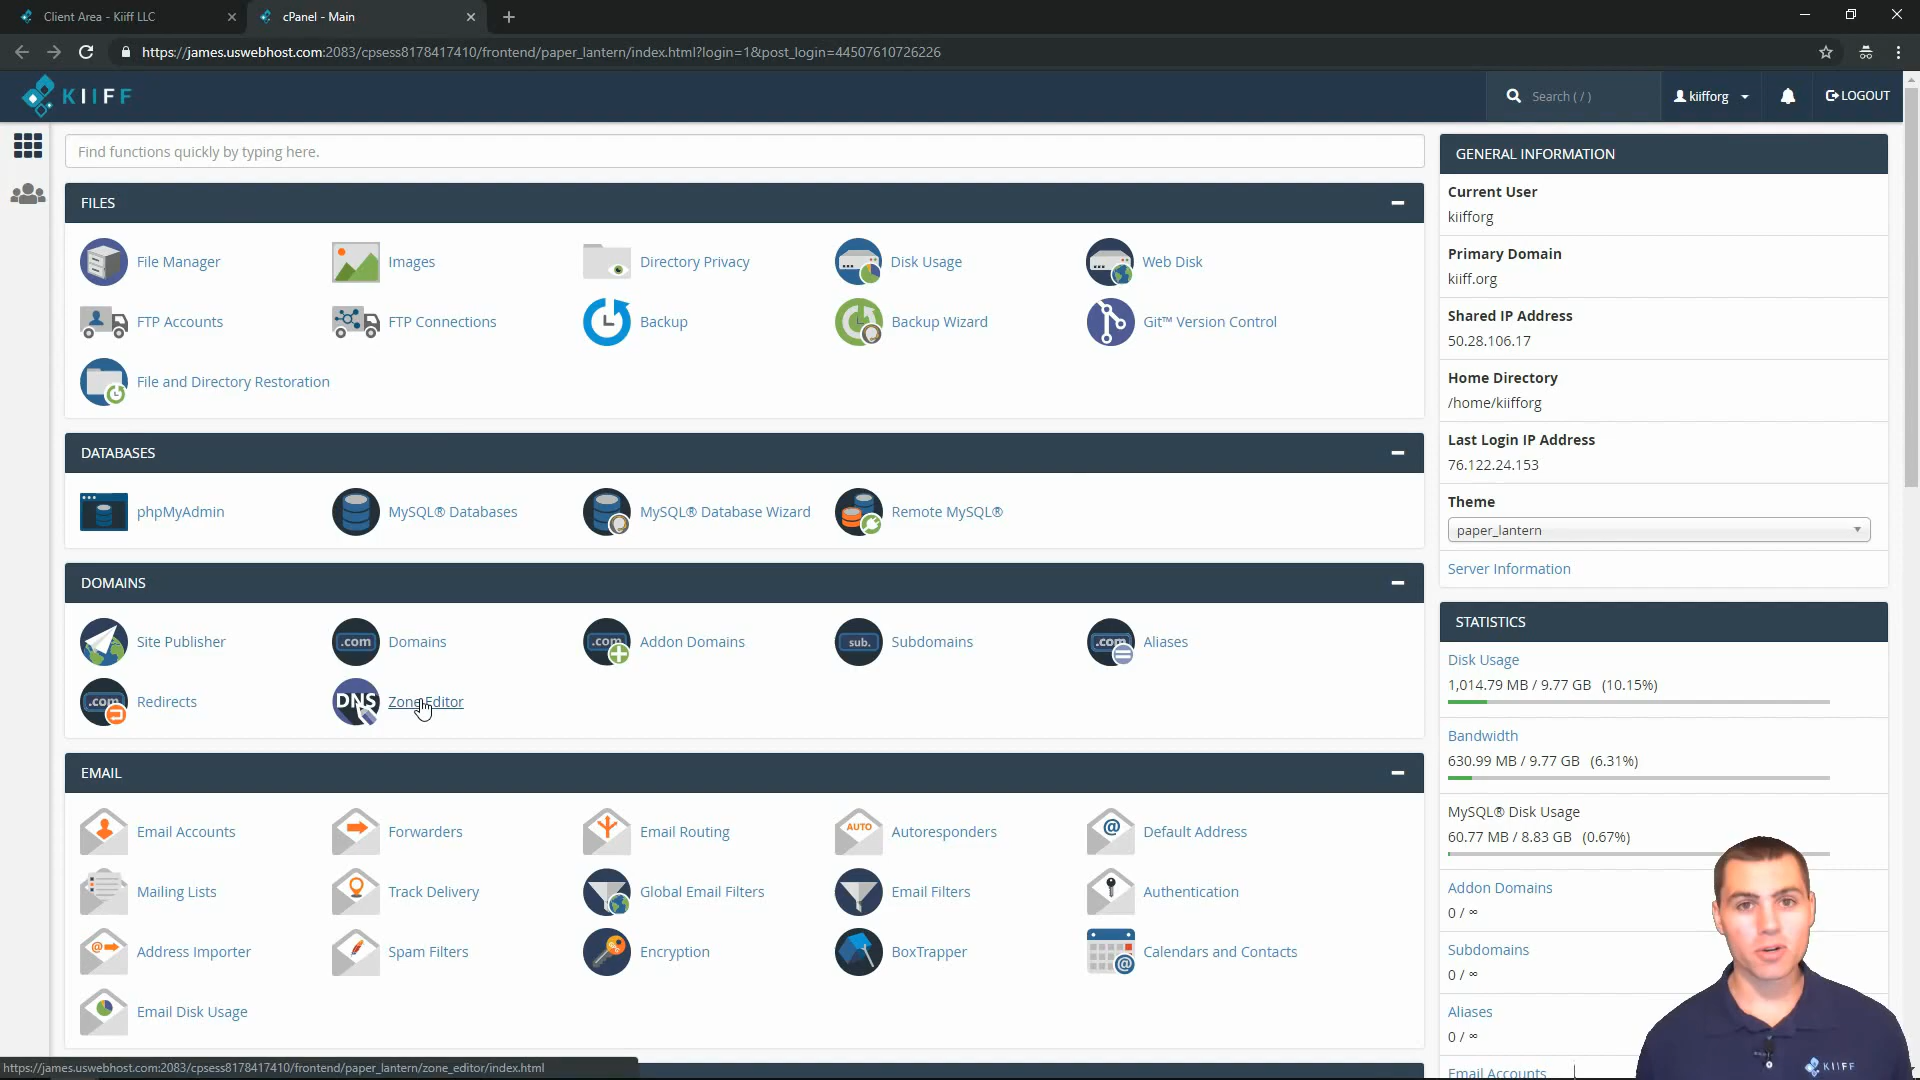 Client Area - Kiiff LLC
cPanel - Main
https://james.uswebhost.com:2083/cpsess8178417410/frontend/paper_lantern/index.html?login=1&post_login=44507610726226
KIIFF
Search ( / )
kiifforg
LOGOUT
Find functions quickly by typing here.
FILES
File Manager
Images
Directory Privacy
Disk Usage
Web Disk
FTP Accounts
FTP Connections
Backup
Backup Wizard
Git™ Version Control
File and Directory Restoration
DATABASES
phpMyAdmin
MySQL® Databases
MySQL® Database Wizard
Remote MySQL®
DOMAINS
Site Publisher
.com
Domains
.com
Addon Domains
sub.
Subdomains
.com
Aliases
.com
Redirects
DNS
Zone Editor
EMAIL
Email Accounts
Forwarders
Email Routing
AUTO
Autoresponders
@
Default Address
Mailing Lists
Track Delivery
Global Email Filters
Email Filters
Authentication
@
Address Importer
Spam Filters
Encryption
BoxTrapper
@
Calendars and Contacts
Email Disk Usage
https://james.uswebhost.com:2083/cpsess8178417410/frontend/paper_lantern/zone_editor/index.html
GENERAL INFORMATION
Current User
kiifforg
Primary Domain
kiiff.org
Shared IP Address
50.28.106.17
Home Directory
/home/kiifforg
Last Login IP Address
76.122.24.153
Theme
paper_lantern
Server Information
STATISTICS
Disk Usage
1,014.79 MB / 9.77 GB (10.15%)
Bandwidth
630.99 MB / 9.77 GB (6.31%)
MySQL® Disk Usage
60.77 MB / 8.83 GB (0.67%)
Addon Domains
0 / ∞
Subdomains
0 / ∞
Aliases
0 / ∞
Email Accounts
KIIFF